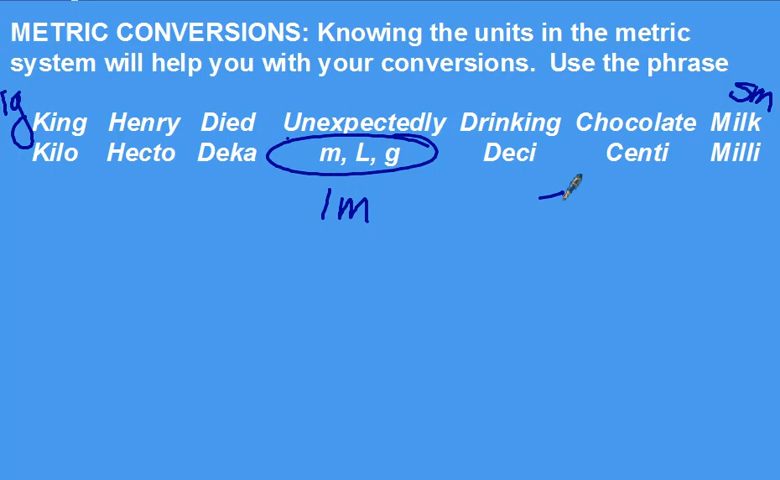 METRIC CONVERSIONS: Knowing the units in the metric
system will help you with your conversions. Use the phrase
King Henry Died Unexpectedly Drinking Chocolate Milk
Kilo Hecto Deka m, L, g Deci Centi Milli
1m